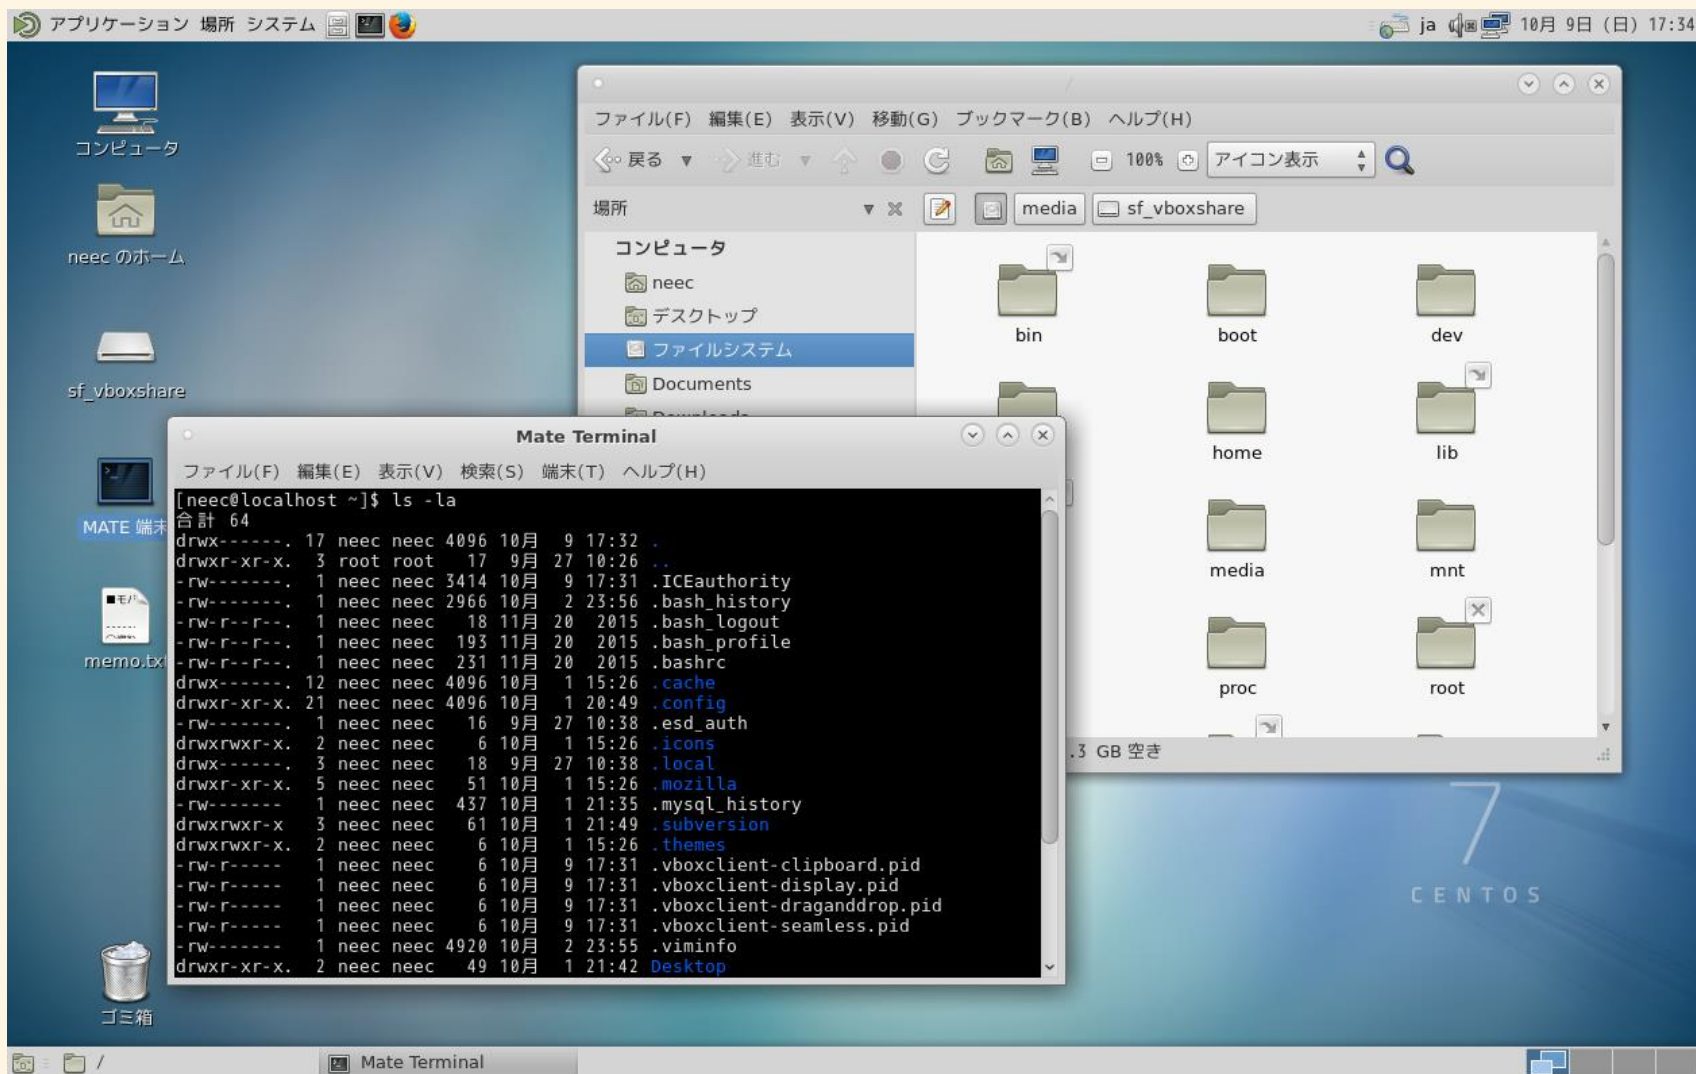 アプリケーション 場所 システム
ja 10月 9日 (日) 17:34
コンピュータ
neec のホーム
sf_vboxshare
MATE 端末
memo.txt
ゴミ箱
/
ファイル(F) 編集(E) 表示(V) 移動(G) ブックマーク(B) ヘルプ(H)
戻る 進む 100% アイコン表示
場所 media sf_vboxshare
コンピュータ
neec
デスクトップ
ファイルシステム
Documents
Downloads
bin boot dev
home lib
media mnt
proc root
.3 GB 空き
Mate Terminal
ファイル(F) 編集(E) 表示(V) 検索(S) 端末(T) ヘルプ(H)
[neec@localhost ~]$ ls -la
合計 64
drwx------. 17 neec neec 4096 10月 9 17:32 .
drwxr-xr-x. 3 root root 17 9月 27 10:26 ..
-rw-------. 1 neec neec 3414 10月 9 17:31 .ICEauthority
-rw-------. 1 neec neec 2966 10月 2 23:56 .bash_history
-rw-r--r--. 1 neec neec 18 11月 20 2015 .bash_logout
-rw-r--r--. 1 neec neec 193 11月 20 2015 .bash_profile
-rw-r--r--. 1 neec neec 231 11月 20 2015 .bashrc
drwx------. 12 neec neec 4096 10月 1 15:26 .cache
drwxr-xr-x. 21 neec neec 4096 10月 1 20:49 .config
-rw-------. 1 neec neec 16 9月 27 10:38 .esd_auth
drwxrwxr-x. 2 neec neec 6 10月 1 15:26 .icons
drwx------. 3 neec neec 18 9月 27 10:38 .local
drwxr-xr-x. 5 neec neec 51 10月 1 15:26 .mozilla
-rw------- 1 neec neec 437 10月 1 21:35 .mysql_history
drwxrwxr-x 3 neec neec 61 10月 1 21:49 .subversion
drwxrwxr-x. 2 neec neec 6 10月 1 15:26 .themes
-rw-r----- 1 neec neec 6 10月 9 17:31 .vboxclient-clipboard.pid
-rw-r----- 1 neec neec 6 10月 9 17:31 .vboxclient-display.pid
-rw-r----- 1 neec neec 6 10月 9 17:31 .vboxclient-draganddrop.pid
-rw-r----- 1 neec neec 6 10月 9 17:31 .vboxclient-seamless.pid
-rw------- 1 neec neec 4920 10月 2 23:55 .viminfo
drwxr-xr-x. 2 neec neec 49 10月 1 21:42 Desktop
7
CENTOS
/ Mate Terminal